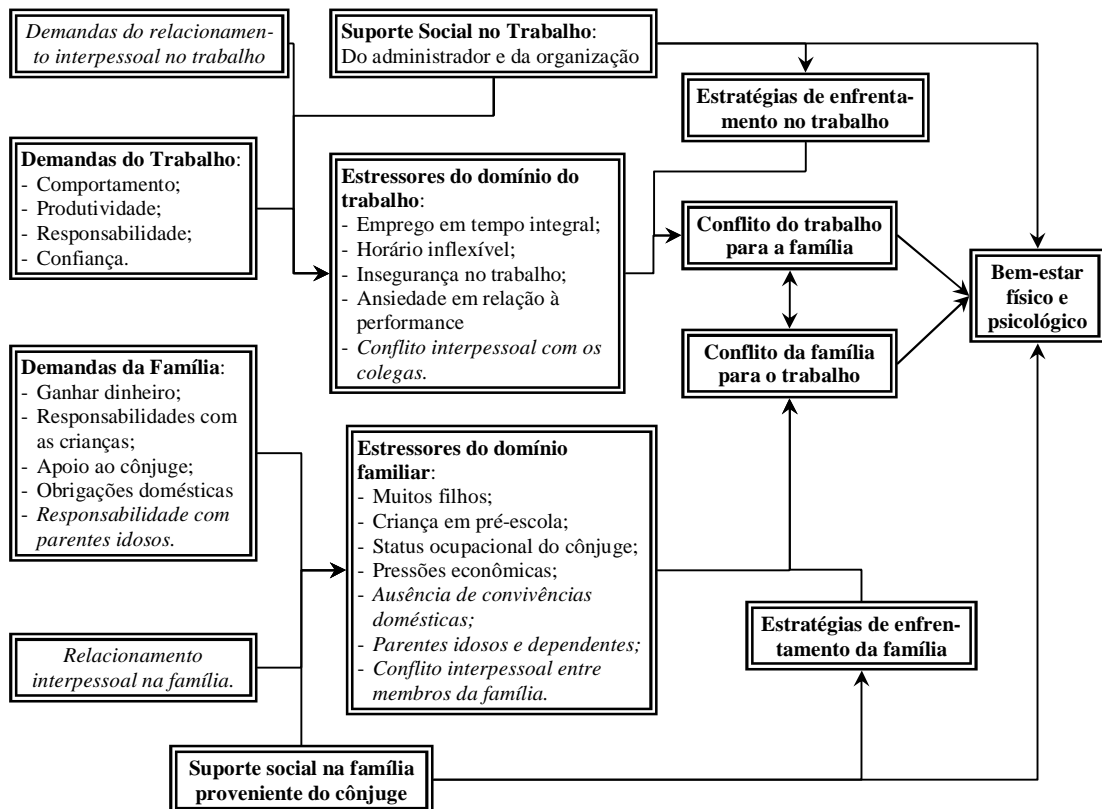 Demandas do relacionamen-
to interpessoal no trabalho
Suporte Social no Trabalho:
Do administrador e da organização
Estratégias de enfrenta-
mento no trabalho
Demandas do Trabalho:
- Comportamento;
- Produtividade;
- Responsabilidade;
- Confiança.
Estressores do domínio do
trabalho:
- Emprego em tempo integral;
- Horário inflexível;
- Insegurança no trabalho;
- Ansiedade em relação à
performance
- Conflito interpessoal com os
colegas.
Conflito do trabalho
para a família
Bem-estar
físico e
psicológico
Conflito da família
para o trabalho
Demandas da Família:
- Ganhar dinheiro;
- Responsabilidades com
as crianças;
- Apoio ao cônjuge;
- Obrigações domésticas
- Responsabilidade com
parentes idosos.
Estressores do domínio
familiar:
- Muitos filhos;
- Criança em pré-escola;
- Status ocupacional do cônjuge;
- Pressões econômicas;
- Ausência de convivências
domésticas;
- Parentes idosos e dependentes;
- Conflito interpessoal entre
membros da família.
Estratégias de enfren-
tamento da família
Relacionamento
interpessoal na família.
Suporte social na família
proveniente do cônjuge